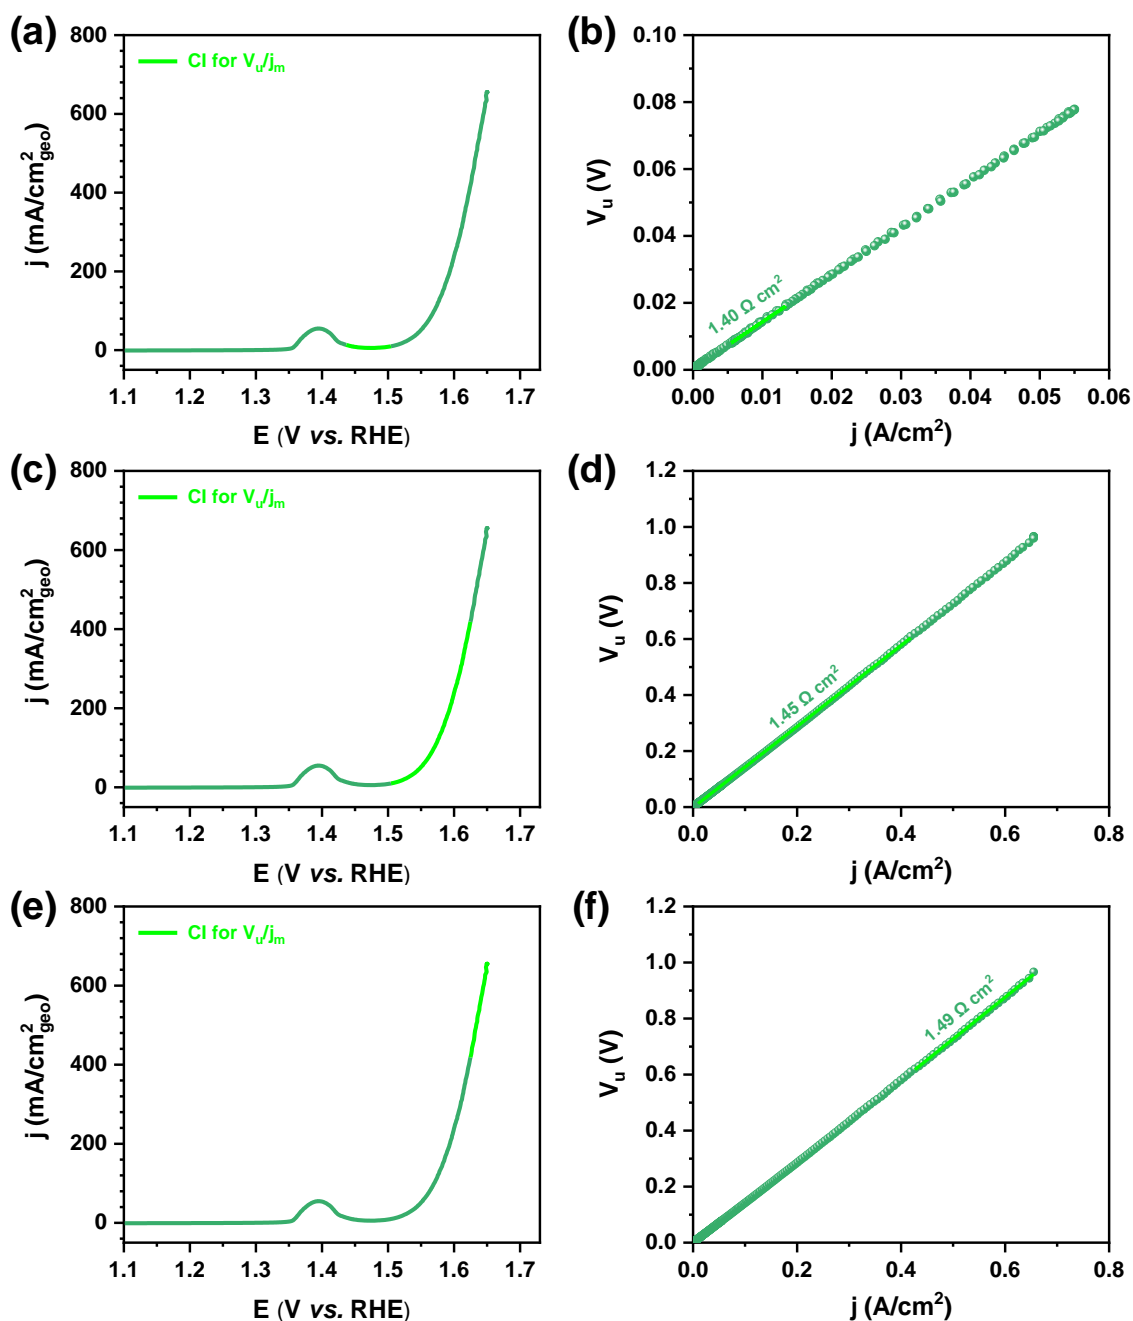 (a)
800
600
400
200
0
j (mA/cm²geo)
CI for Vu/jm
1.1 1.2 1.3 1.4 1.5 1.6 1.7
E (V vs. RHE)
(b)
0.10
0.08
0.06
0.04
0.02
0.00
Vu (V)
1.40 Ω cm²
0.00 0.01 0.02 0.03 0.04 0.05 0.06
j (A/cm²)
(c)
800
600
400
200
0
j (mA/cm²geo)
CI for Vu/jm
1.1 1.2 1.3 1.4 1.5 1.6 1.7
E (V vs. RHE)
(d)
1.2
1.0
0.8
0.6
0.4
0.2
0.0
Vu (V)
1.45 Ω cm²
0.0 0.2 0.4 0.6 0.8
j (A/cm²)
(e)
800
600
400
200
0
j (mA/cm²geo)
CI for Vu/jm
1.1 1.2 1.3 1.4 1.5 1.6 1.7
E (V vs. RHE)
(f)
1.2
1.0
0.8
0.6
0.4
0.2
0.0
Vu (V)
1.49 Ω cm²
0.0 0.2 0.4 0.6 0.8
j (A/cm²)